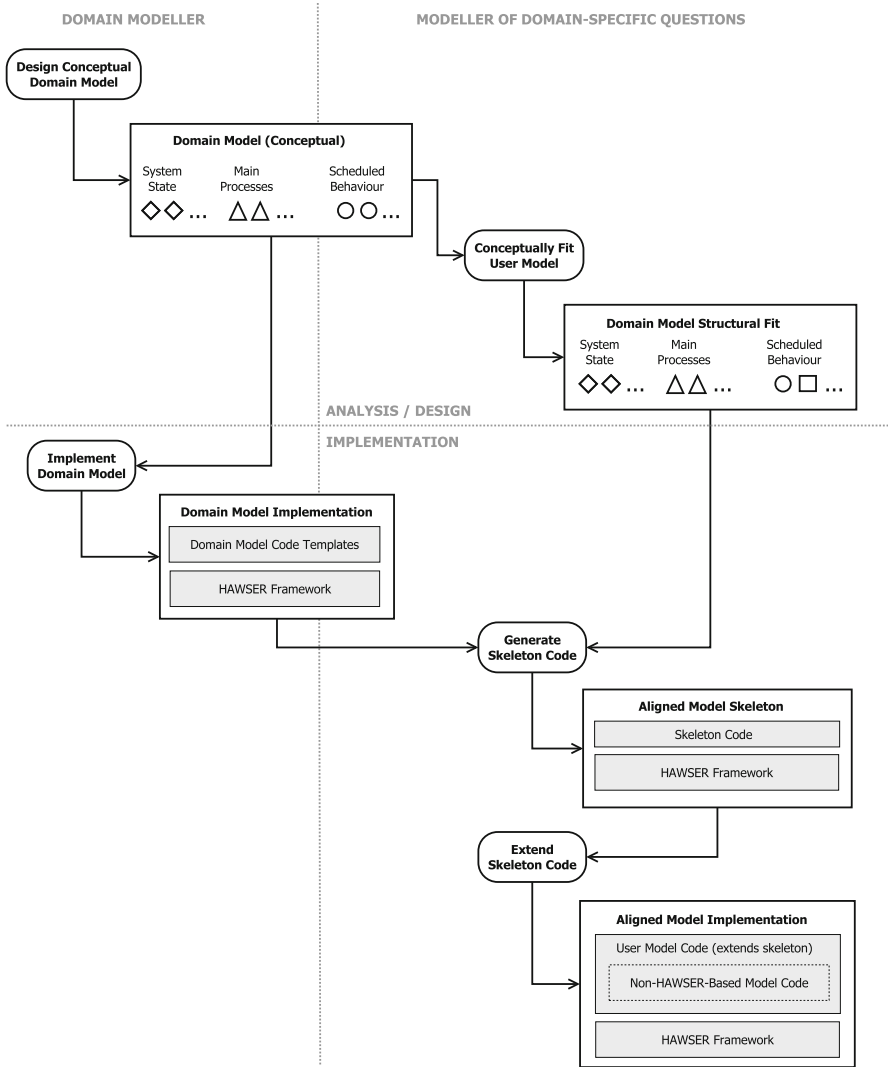 DOMAIN MODELLER
MODELLER OF DOMAIN-SPECIFIC QUESTIONS
Design Conceptual
Domain Model
Domain Model (Conceptual)
System
State
Main
Processes
Scheduled
Behaviour
... ... ...
Conceptually Fit
User Model
Domain Model Structural Fit
System
State
Main
Processes
Scheduled
Behaviour
... ... ...
ANALYSIS / DESIGN
IMPLEMENTATION
Implement
Domain Model
Domain Model Implementation
Domain Model Code Templates
HAWSER Framework
Generate
Skeleton Code
Aligned Model Skeleton
Skeleton Code
HAWSER Framework
Extend
Skeleton Code
Aligned Model Implementation
User Model Code (extends skeleton)
Non-HAWSER-Based Model Code
HAWSER Framework